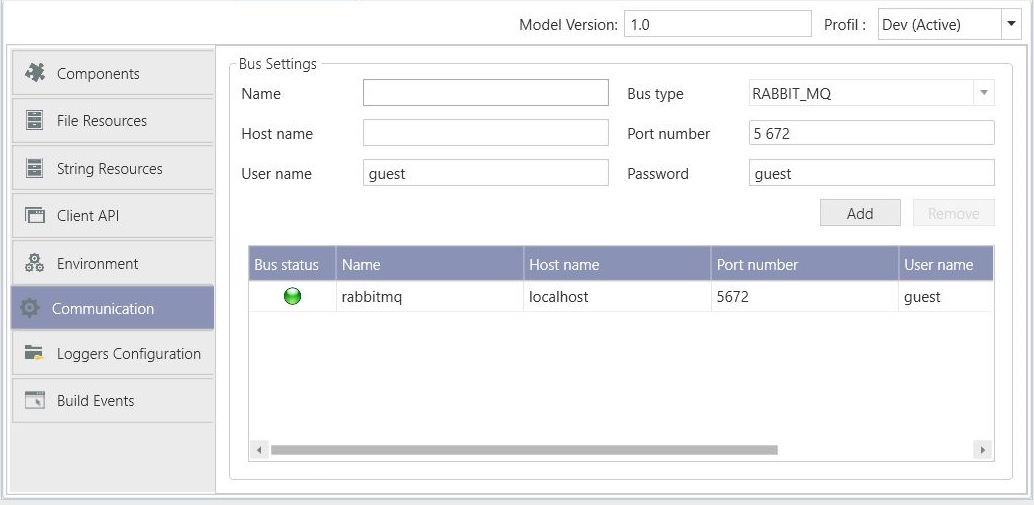 Model Version: 1.0 Profil : Dev (Active)
Components
File Resources
String Resources
Client API
Environment
Communication
Loggers Configuration
Build Events
Bus Settings
Name Bus type RABBIT_MQ
Host name Port number 5 672
User name guest Password guest
Add Remove
Bus status Name Host name Port number User name
rabbitmq localhost 5672 guest